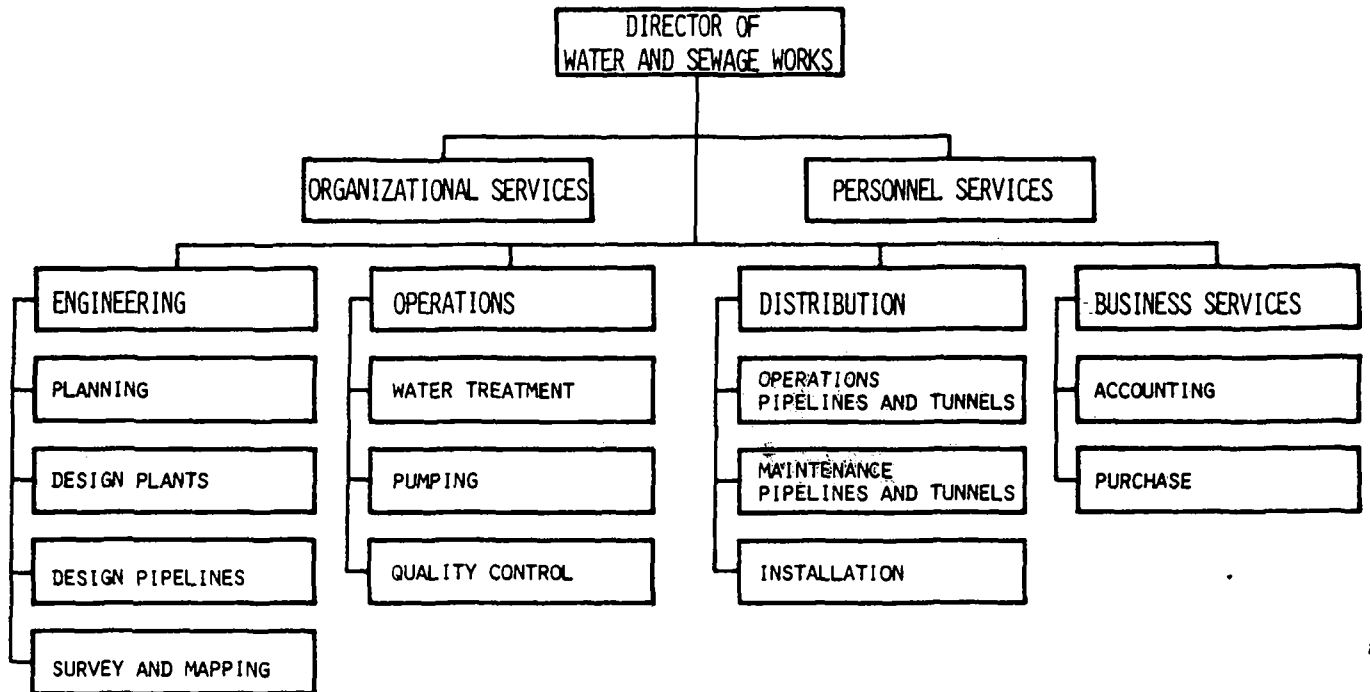 DIRECTOR OF
WATER AND SEWAGE WORKS
ORGANIZATIONAL SERVICES
PERSONNEL SERVICES
ENGINEERING
PLANNING
DESIGN PLANTS
DESIGN PIPELINES
SURVEY AND MAPPING
OPERATIONS
WATER TREATMENT
PUMPING
QUALITY CONTROL
DISTRIBUTION
OPERATIONS
PIPELINES AND TUNNELS
MAINTENANCE
PIPELINES AND TUNNELS
INSTALLATION
BUSINESS SERVICES
ACCOUNTING
PURCHASE